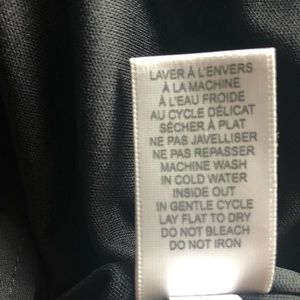 LAVER À L'ENVERS
À LA MACHINE
À L'EAU FROIDE
AU CYCLE DÉLICAT
SÉCHER À PLAT
NE PAS JAVELLISER
NE PAS REPASSER
MACHINE WASH
IN COLD WATER
INSIDE OUT
IN GENTLE CYCLE
LAY FLAT TO DRY
DO NOT BLEACH
DO NOT IRON